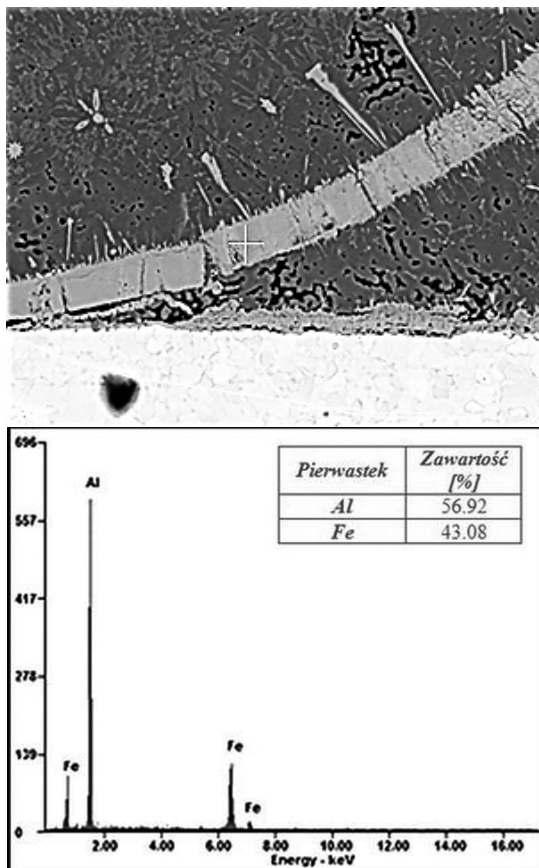 696
Pierwastek Zawartość
[%]
Al 56.92
Fe 43.08
Al
557
417
278
139
Fe Fe Fe
0
2.00 4.00 6.00 8.00 10.00 12.00 14.00 16.00
Energy - keV